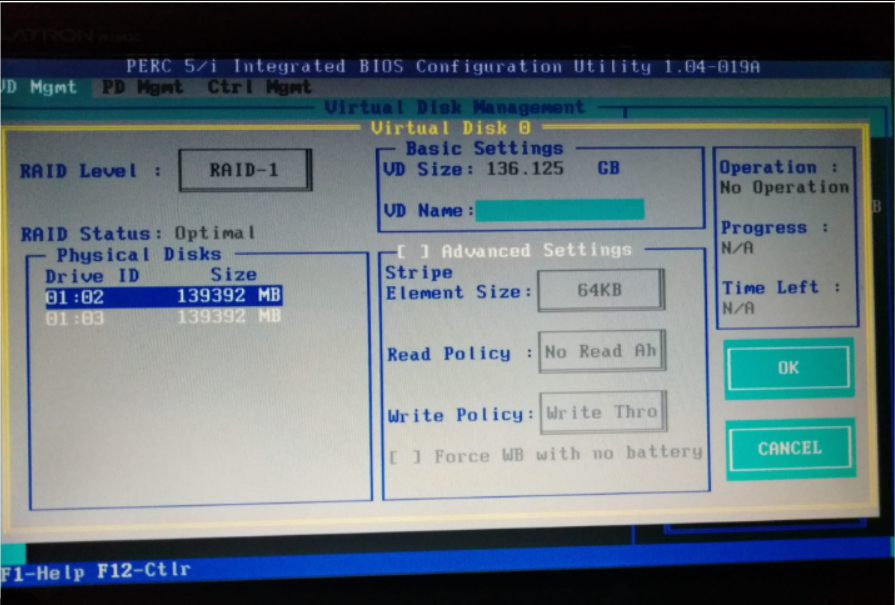 PERC 5/i Integrated BIOS Configuration Utility 1.04-019A
VD Mgmt PD Mgmt Ctrl Mgmt
Virtual Disk Management
Virtual Disk 0
RAID Level : RAID-1
Basic Settings
VD Size: 136.125 GB
VD Name:
RAID Status: Optimal
Physical Disks
Drive ID Size
01:02 139392 MB
01:03 139392 MB
[ ] Advanced Settings
Stripe
Element Size: 64KB
Read Policy : No Read Ah
Write Policy: Write Thro
[ ] Force WB with no battery
Operation :
No Operation
Progress :
N/A
Time Left :
N/A
OK
CANCEL
B
F1-Help F12-Ctlr